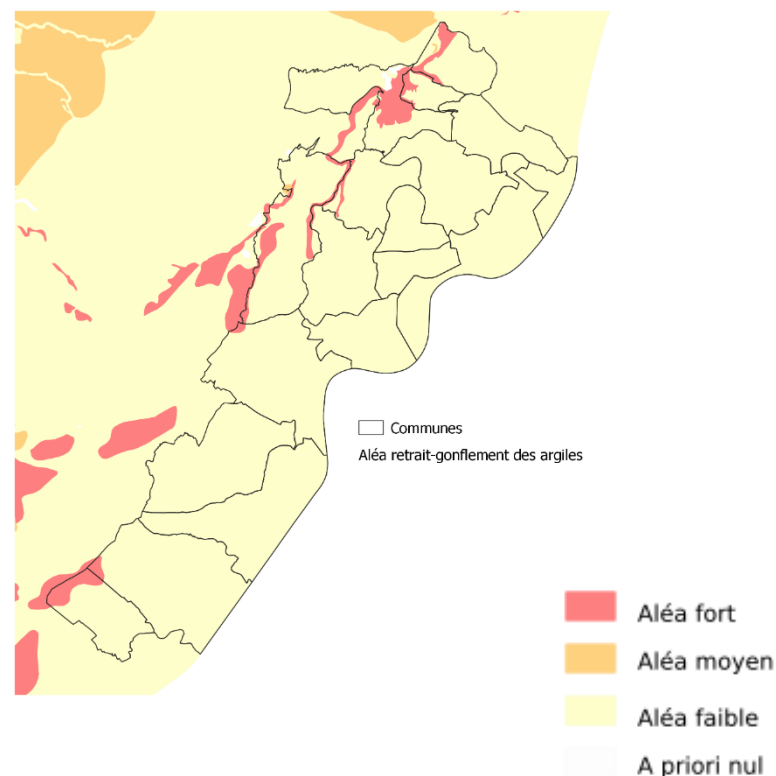 Communes
Aléa retrait-gonflement des argiles
Aléa fort
Aléa moyen
Aléa faible
A priori nul